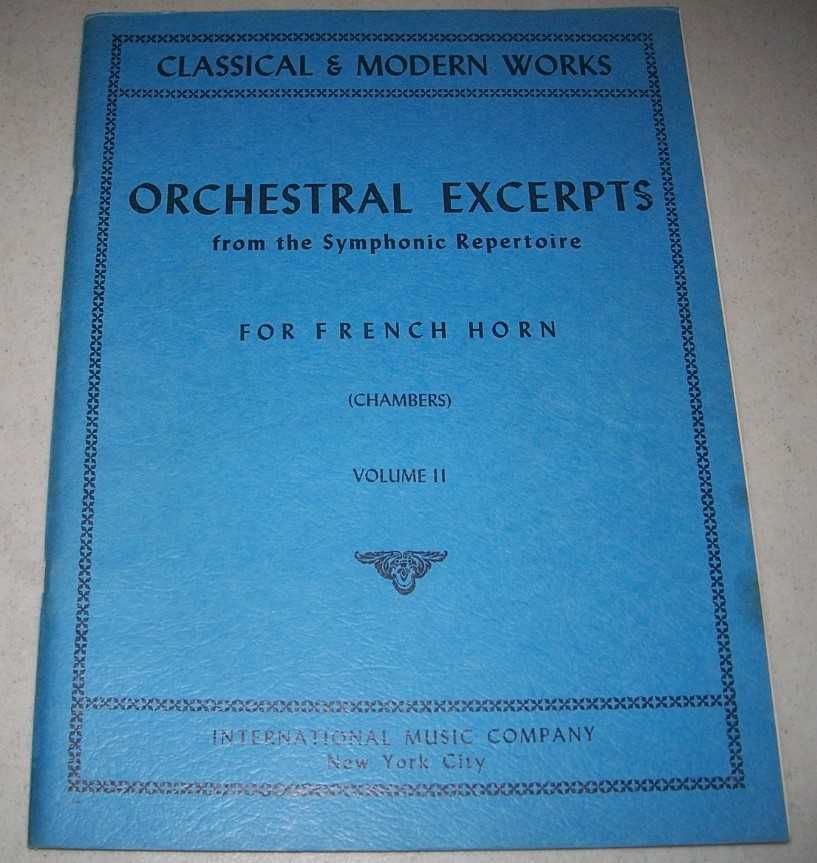 CLASSICAL & MODERN WORKS
ORCHESTRAL EXCERPTS
from the Symphonic Repertoire
FOR FRENCH HORN
(CHAMBERS)
VOLUME II
INTERNATIONAL MUSIC COMPANY
New York City